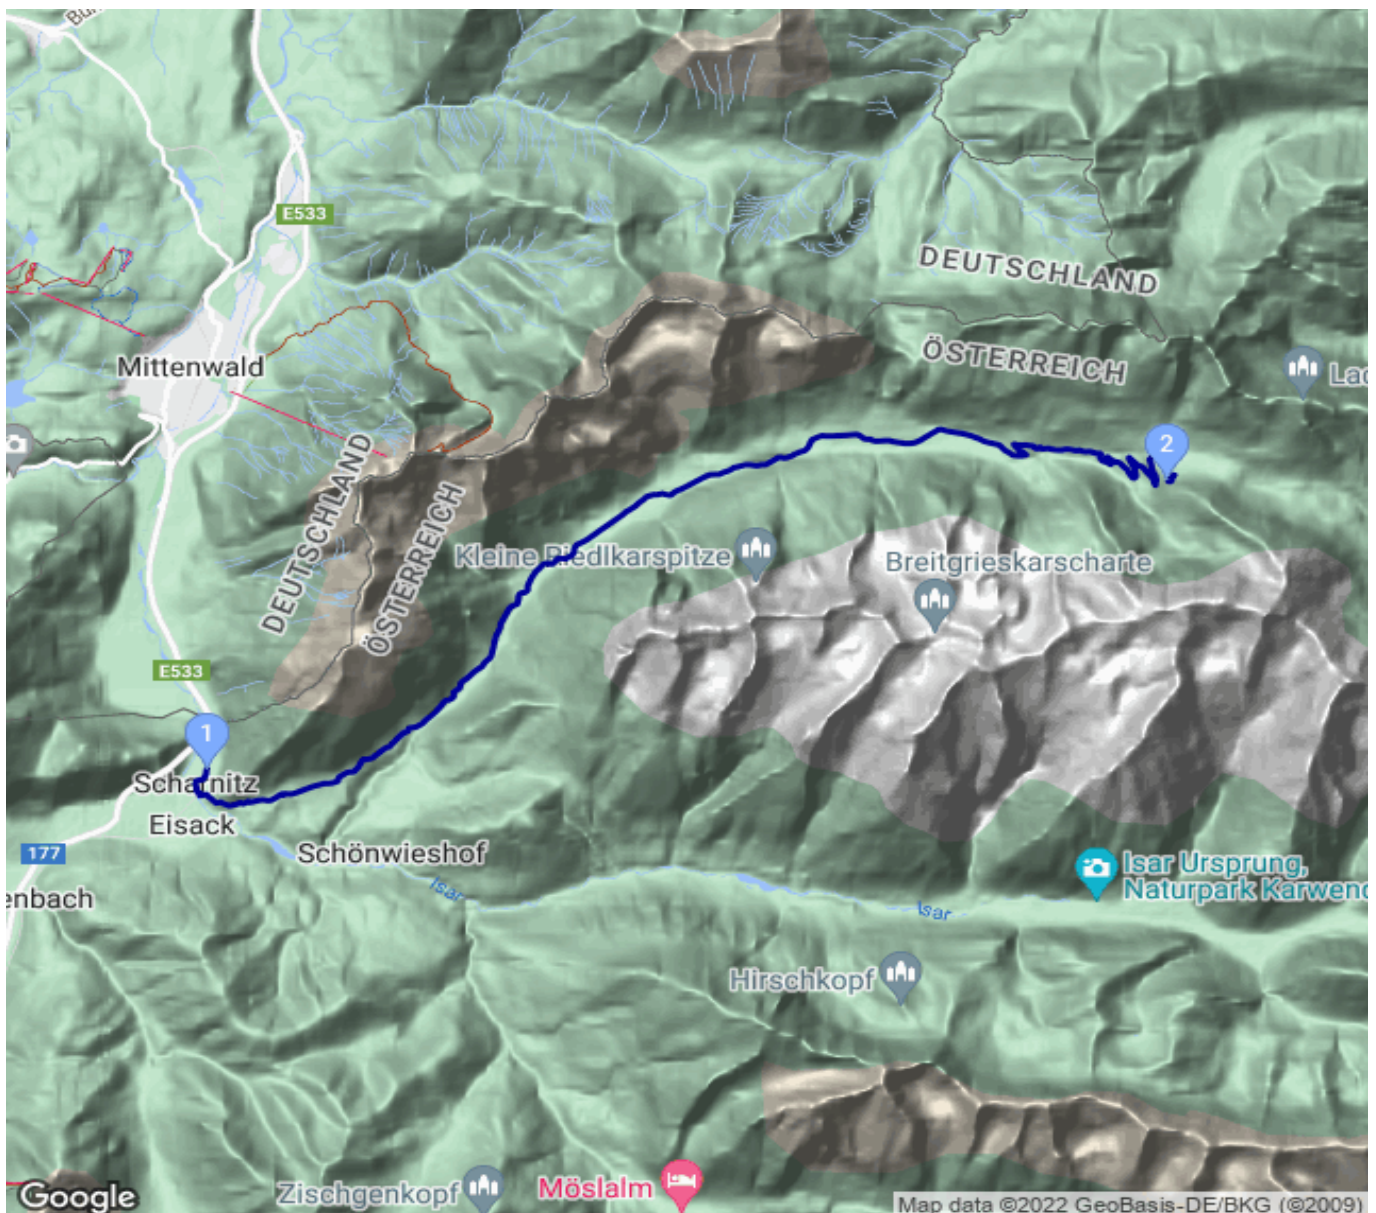 E533
DEUTSCHLAND
Mittenwald
ÖSTERREICH
DEUTSCHLAND
ÖSTERREICH
2
Kleine Riedlkarspitze
Breitgrieskarscharte
E533
1
Scharnitz
Eisack
177
Schönwieshof
enbach
Isar
Isar
Isar Ursprung,
Naturpark Karwend
Hirschkopf
Zischgenkopf
Möslalm
Google
Map data ©2022 GeoBasis-DE/BKG (©2009)